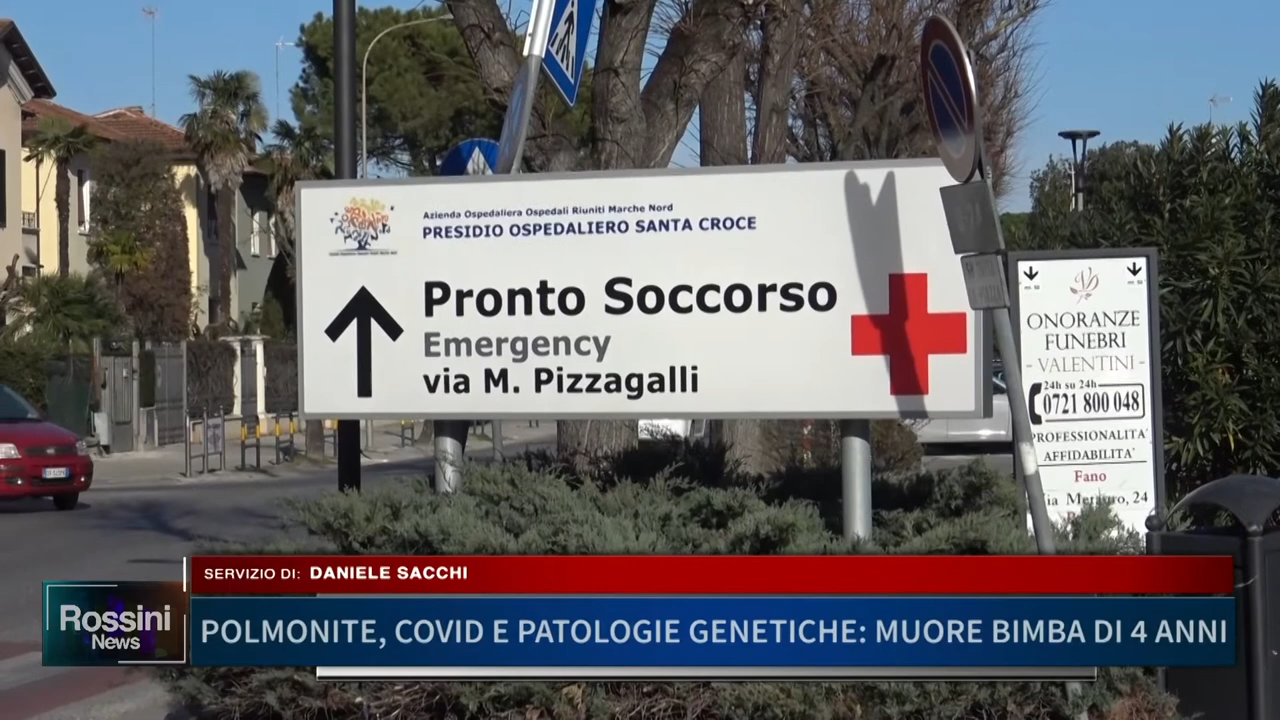 Azienda Ospedaliera Ospedali Riuniti Marche Nord
PRESIDIO OSPEDALIERO SANTA CROCE
Pronto Soccorso
Emergency
via M. Pizzagalli
ONORANZE
FUNEBRI
- VALENTINI -
24h su 24h
0721 800 048
PROFESSIONALITA'
AFFIDABILITA'
Fano
24
SERVIZIO DI: DANIELE SACCHI
Rossini
News
POLMONITE, COVID E PATOLOGIE GENETICHE: MUORE BIMBA DI 4 ANNI